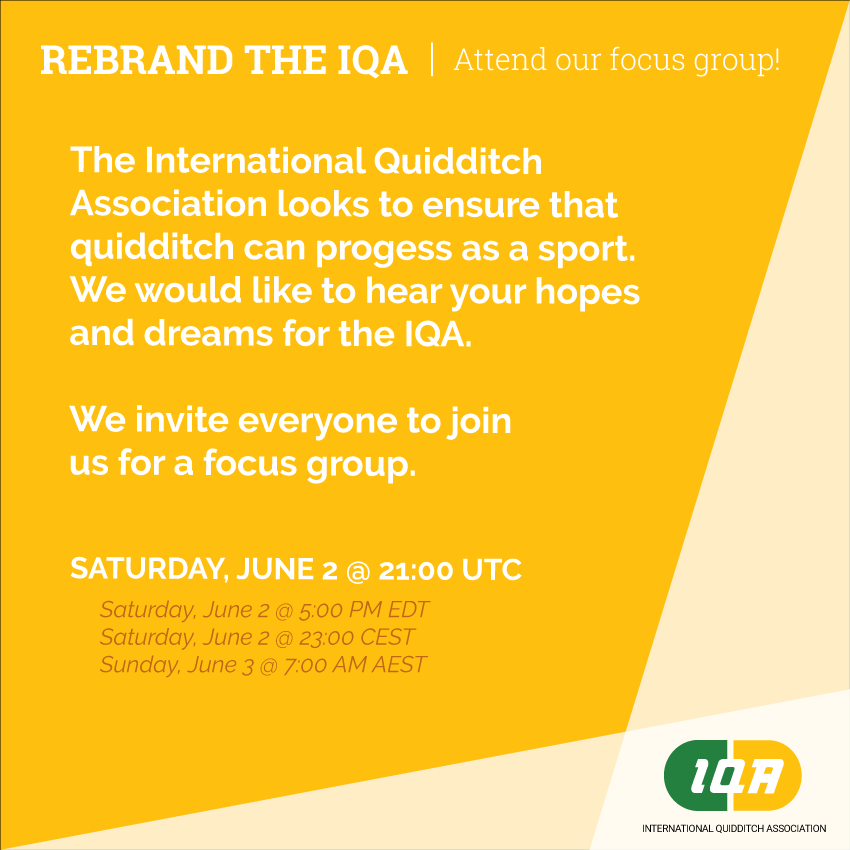 REBRAND THE IQA | Attend our focus group!
The International Quidditch
Association looks to ensure that
quidditch can progess as a sport.
We would like to hear your hopes
and dreams for the IQA.
We invite everyone to join
us for a focus group.
SATURDAY, JUNE 2 @ 21:00 UTC
Saturday, June 2 @ 5:00 PM EDT
Saturday, June 2 @ 23:00 CEST
Sunday, June 3 @ 7:00 AM AEST
IQA
INTERNATIONAL QUIDDITCH ASSOCIATION